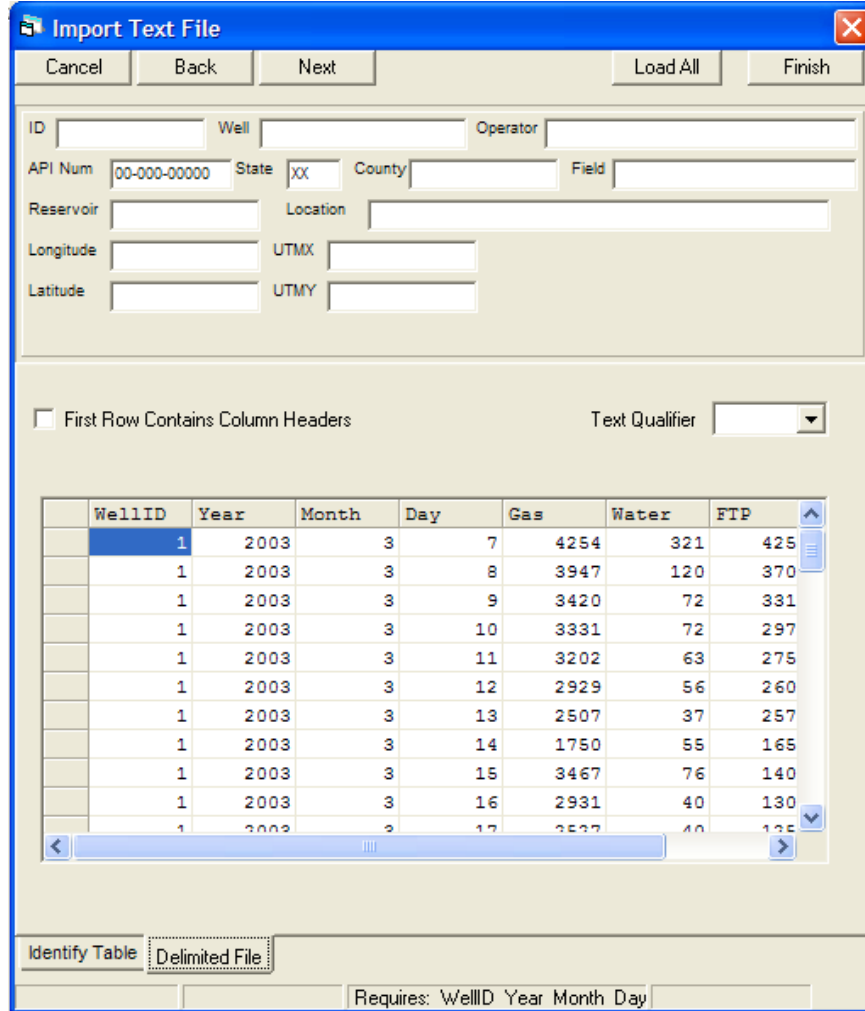 Import Text File
Cancel Back Next Load All Finish
ID Well Operator
API Num 00-000-00000 State XX County Field
Reservoir Location
Longitude UTMX
Latitude UTMY
First Row Contains Column Headers Text Qualifier
WellID Year Month Day Gas Water FTP
1 2003 3 7 4254 321 425
1 2003 3 8 3947 120 370
1 2003 3 9 3420 72 331
1 2003 3 10 3331 72 297
1 2003 3 11 3202 63 275
1 2003 3 12 2929 56 260
1 2003 3 13 2507 37 257
1 2003 3 14 1750 55 165
1 2003 3 15 3467 76 140
1 2003 3 16 2931 40 130
1 2003 3 17
Identify Table Delimited File
Requires: WellID Year Month Day